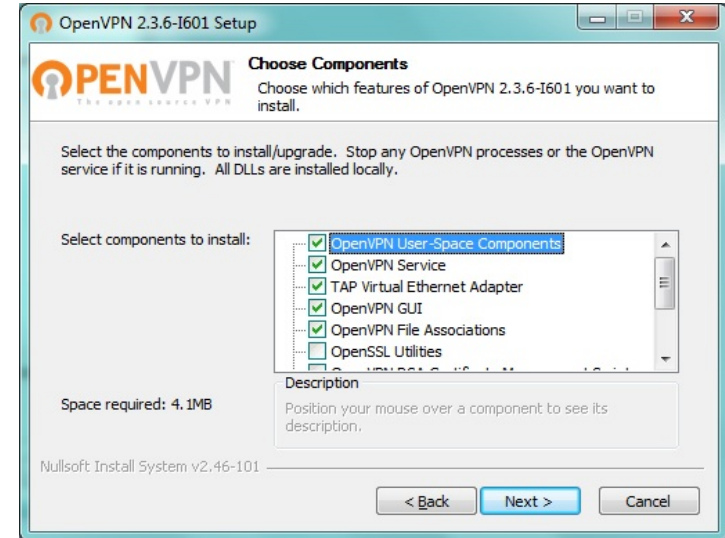 OpenVPN 2.3.6-I601 Setup
OPENVPN
The open source VPN
Choose Components
Choose which features of OpenVPN 2.3.6-I601 you want to
install.
Select the components to install/upgrade.  Stop any OpenVPN processes or the OpenVPN
service if it is running.  All DLLs are installed locally.
Select components to install:
OpenVPN User-Space Components
OpenVPN Service
TAP Virtual Ethernet Adapter
OpenVPN GUI
OpenVPN File Associations
OpenSSL Utilities
Space required: 4.1MB
Description
Position your mouse over a component to see its
description.
Nullsoft Install System v2.46-101
< Back
Next >
Cancel